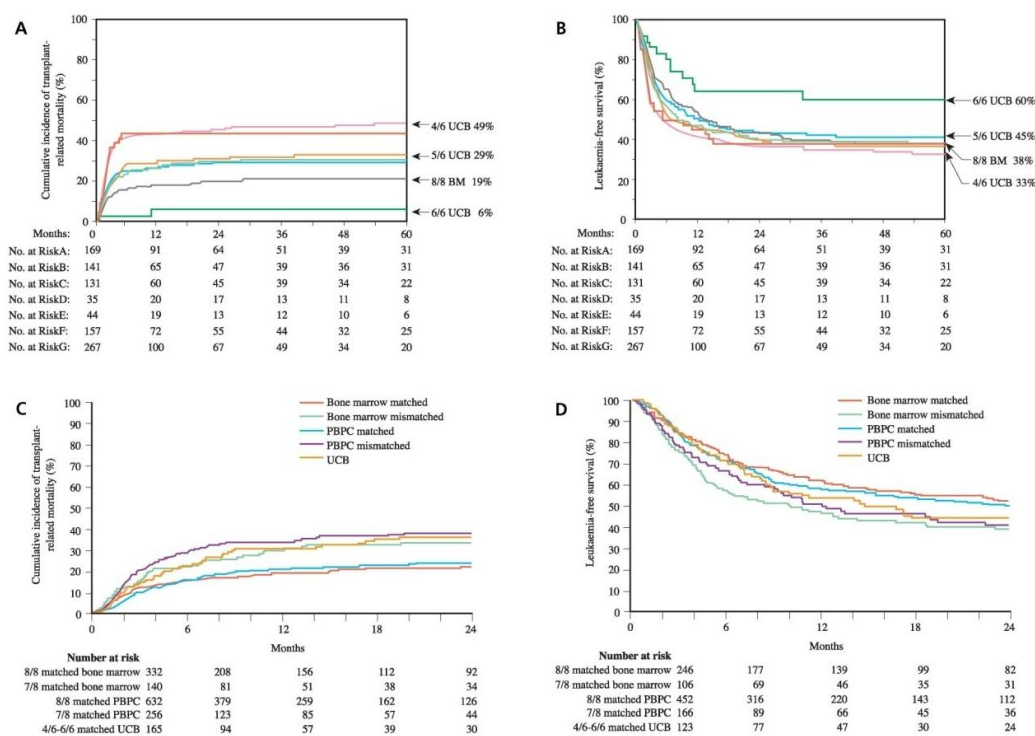 A
Cumulative incidence of transplant-
related mortality (%)
100
80
60
40
20
0
4/6 UCB 49%
5/6 UCB 29%
8/8 BM 19%
6/6 UCB 6%
Months: 0 12 24 36 48 60
No. at RiskA: 169 91 64 51 39 31
No. at RiskB: 141 65 47 39 36 31
No. at RiskC: 131 60 45 39 34 22
No. at RiskD: 35 20 17 13 11 8
No. at RiskE: 44 19 13 12 10 6
No. at RiskF: 157 72 55 44 32 25
No. at RiskG: 267 100 67 49 34 20
B
Leukaemia-free survival (%)
100
80
60
40
20
0
6/6 UCB 60%
5/6 UCB 45%
8/8 BM 38%
4/6 UCB 33%
Months: 0 12 24 36 48 60
No. at RiskA: 169 92 64 51 39 31
No. at RiskB: 141 65 47 39 36 31
No. at RiskC: 131 60 45 39 34 22
No. at RiskD: 35 20 17 13 11 8
No. at RiskE: 44 19 13 12 10 6
No. at RiskF: 157 72 55 44 32 25
No. at RiskG: 267 100 67 49 34 20
C
Cumulative incidence of transplant-
related mortality (%)
100
90
80
70
60
50
40
30
20
10
0
Bone marrow matched
Bone marrow mismatched
PBPC matched
PBPC mismatched
UCB
0 6 12 18 24
Months
Number at risk
8/8 matched bone marrow 332 208 156 112 92
7/8 matched bone marrow 140 81 51 38 34
8/8 matched PBPC 632 379 259 162 126
7/8 matched PBPC 256 123 85 57 44
4/6-6/6 matched UCB 165 94 57 39 30
D
Leukaemia-free survival (%)
100
90
80
70
60
50
40
30
20
10
0
Bone marrow matched
Bone marrow mismatched
PBPC matched
PBPC mismatched
UCB
0 6 12 18 24
Months
Number at risk
8/8 matched bone marrow 246 177 139 99 82
7/8 matched bone marrow 106 69 46 35 31
8/8 matched PBPC 452 316 220 143 112
7/8 matched PBPC 166 89 66 45 36
4/6-6/6 matched UCB 123 77 47 30 24